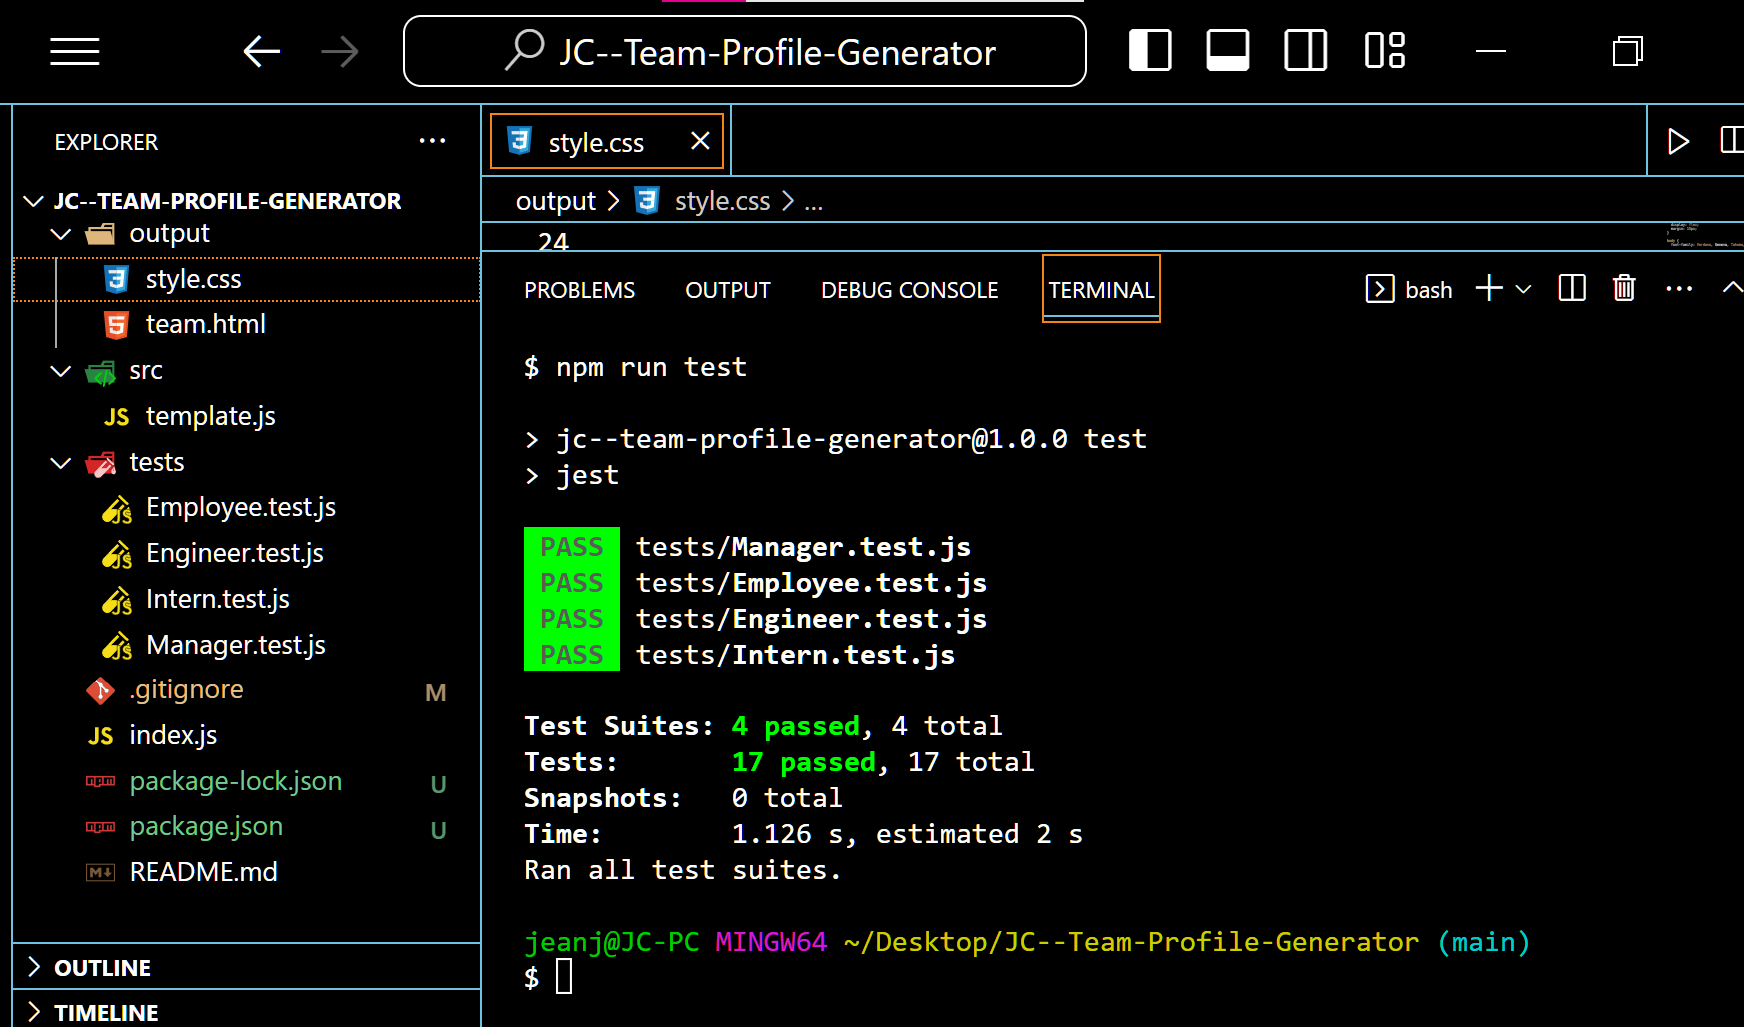 JC--Team-Profile-Generator
EXPLORER
JC--TEAM-PROFILE-GENERATOR
output
style.css
team.html
src
JS template.js
tests
Employee.test.js
Engineer.test.js
Intern.test.js
Manager.test.js
.gitignore M
JS index.js
package-lock.json U
package.json U
README.md
OUTLINE
TIMELINE
style.css
output > style.css > ...
24
PROBLEMS OUTPUT DEBUG CONSOLE TERMINAL bash
$ npm run test
> jc--team-profile-generator@1.0.0 test
> jest
PASS tests/Manager.test.js
PASS tests/Employee.test.js
PASS tests/Engineer.test.js
PASS tests/Intern.test.js
Test Suites: 4 passed, 4 total
Tests: 17 passed, 17 total
Snapshots: 0 total
Time: 1.126 s, estimated 2 s
Ran all test suites.
jeanj@JC-PC MINGW64 ~/Desktop/JC--Team-Profile-Generator (main)
$